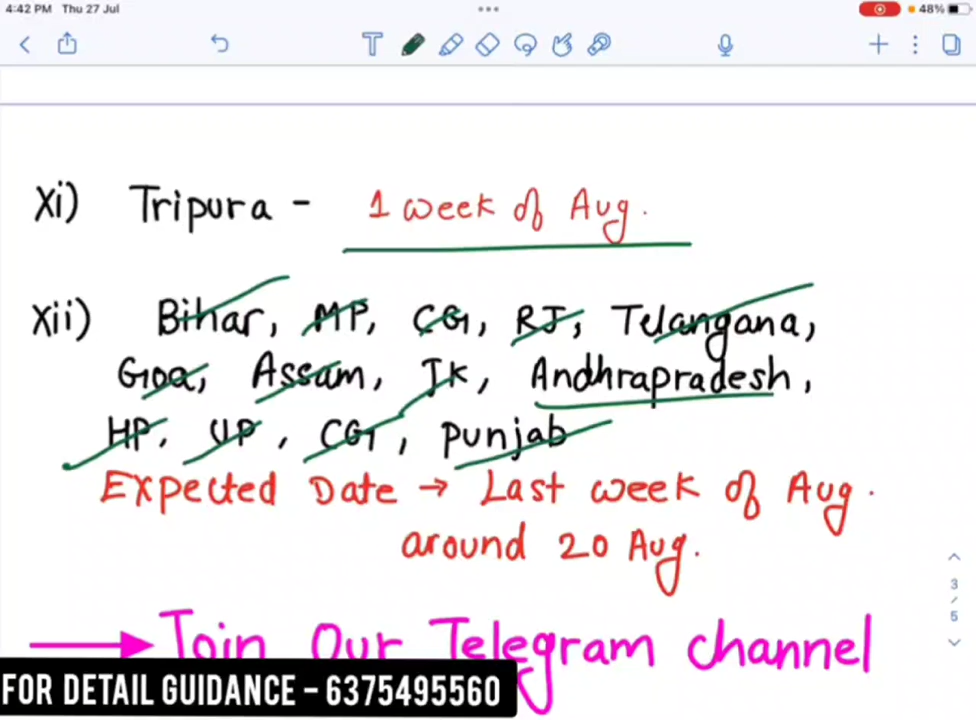 4:42 PM Thu 27 Jul
48%
T
xi) Tripura - 1 week of Aug.
xii) Bihar, MP, CG, RJ, Telangana,
Goa, Assam, JK, Andhrapradesh,
HP, UP, CG, punjab
Expected Date → Last week of Aug.
around 20 Aug.
3
/
5
Join Our Telegram channel
FOR DETAIL GUIDANCE - 6375495560